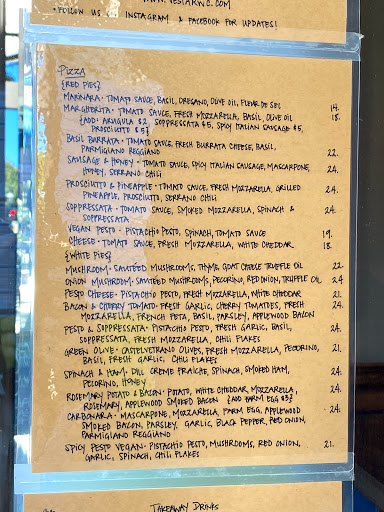 WWW.VESTARWC.COM
• FOLLOW US ON INSTAGRAM & FACEBOOK FOR UPDATES!
PIZZA
{RED PIES}
MARINARA • TOMATO SAUCE, BASIL, OREGANO, OLIVE OIL, FLEUR DE SEL 14.
MARGHERITA • TOMATO SAUCE, FRESH MOZZARELLA, BASIL, OLIVE OIL 18.
{ADD: ARUGULA $2, SOPPRESSATA $5, SPICY ITALIAN SAUSAGE $5,
PROSCIUTTO $5}
BASIL BURRATA • TOMATO SAUCE, FRESH BURRATA CHEESE, BASIL,
PARMIGIANO REGGIANO 22.
SAUSAGE & HONEY • TOMATO SAUCE, SPICY ITALIAN SAUSAGE, MASCARPONE,
HONEY, SERRANO CHILI 24.
PROSCIUTTO & PINEAPPLE • TOMATO SAUCE, FRESH MOZZARELLA, GRILLED
PINEAPPLE, PROSCIUTTO, SERRANO CHILI 24.
SOPPRESSATA • TOMATO SAUCE, SMOKED MOZZARELLA, SPINACH & 24.
SOPPRESSATA
VEGAN PESTO • PISTACHIO PESTO, SPINACH, TOMATO SAUCE 19.
CHEESE • TOMATO SAUCE, FRESH MOZZARELLA, WHITE CHEDDAR 18.
{WHITE PIES}
MUSHROOM • SAUTÉED MUSHROOMS, THYME, GOAT CHEESE, TRUFFLE OIL 22.
ONION MUSHROOM • SAUTÉED MUSHROOMS, PECORINO, RED ONION, TRUFFLE OIL 24
PESTO CHEESE • PISTACHIO PESTO, FRESH MOZZARELLA, WHITE CHEDDAR 21.
BACON & CHERRY TOMATO • FRESH GARLIC, CHERRY TOMATOES, FRESH 24.
MOZZARELLA, FRENCH FETA, BASIL, PARSLEY, APPLEWOOD BACON
PESTO & SOPPRESSATA • PISTACHIO PESTO, FRESH GARLIC, BASIL, 24.
SOPPRESSATA, FRESH MOZZARELLA, CHILI FLAKES
GREEN OLIVE • CASTELVETRANO OLIVES, FRESH MOZZARELLA, PECORINO, 21.
BASIL, FRESH GARLIC, CHILI FLAKES
SPINACH & HAM • DILL CRÈME FRAÎCHE, SPINACH, SMOKED HAM, 24.
PECORINO, HONEY
ROSEMARY POTATO & BACON • POTATO, WHITE CHEDDAR, MOZZARELLA, 24.
ROSEMARY, APPLEWOOD SMOKED BACON {ADD FARM EGG $3}
CARBONARA • MASCARPONE, MOZZARELLA, FARM EGG, APPLEWOOD 24.
SMOKED BACON, PARSLEY, GARLIC, BLACK PEPPER, RED ONION,
PARMIGIANO REGGIANO
SPICY PESTO VEGAN • PISTACHIO PESTO, MUSHROOMS, RED ONION, 21.
GARLIC, SPINACH, CHILI FLAKES
TAKEAWAY DRINKS